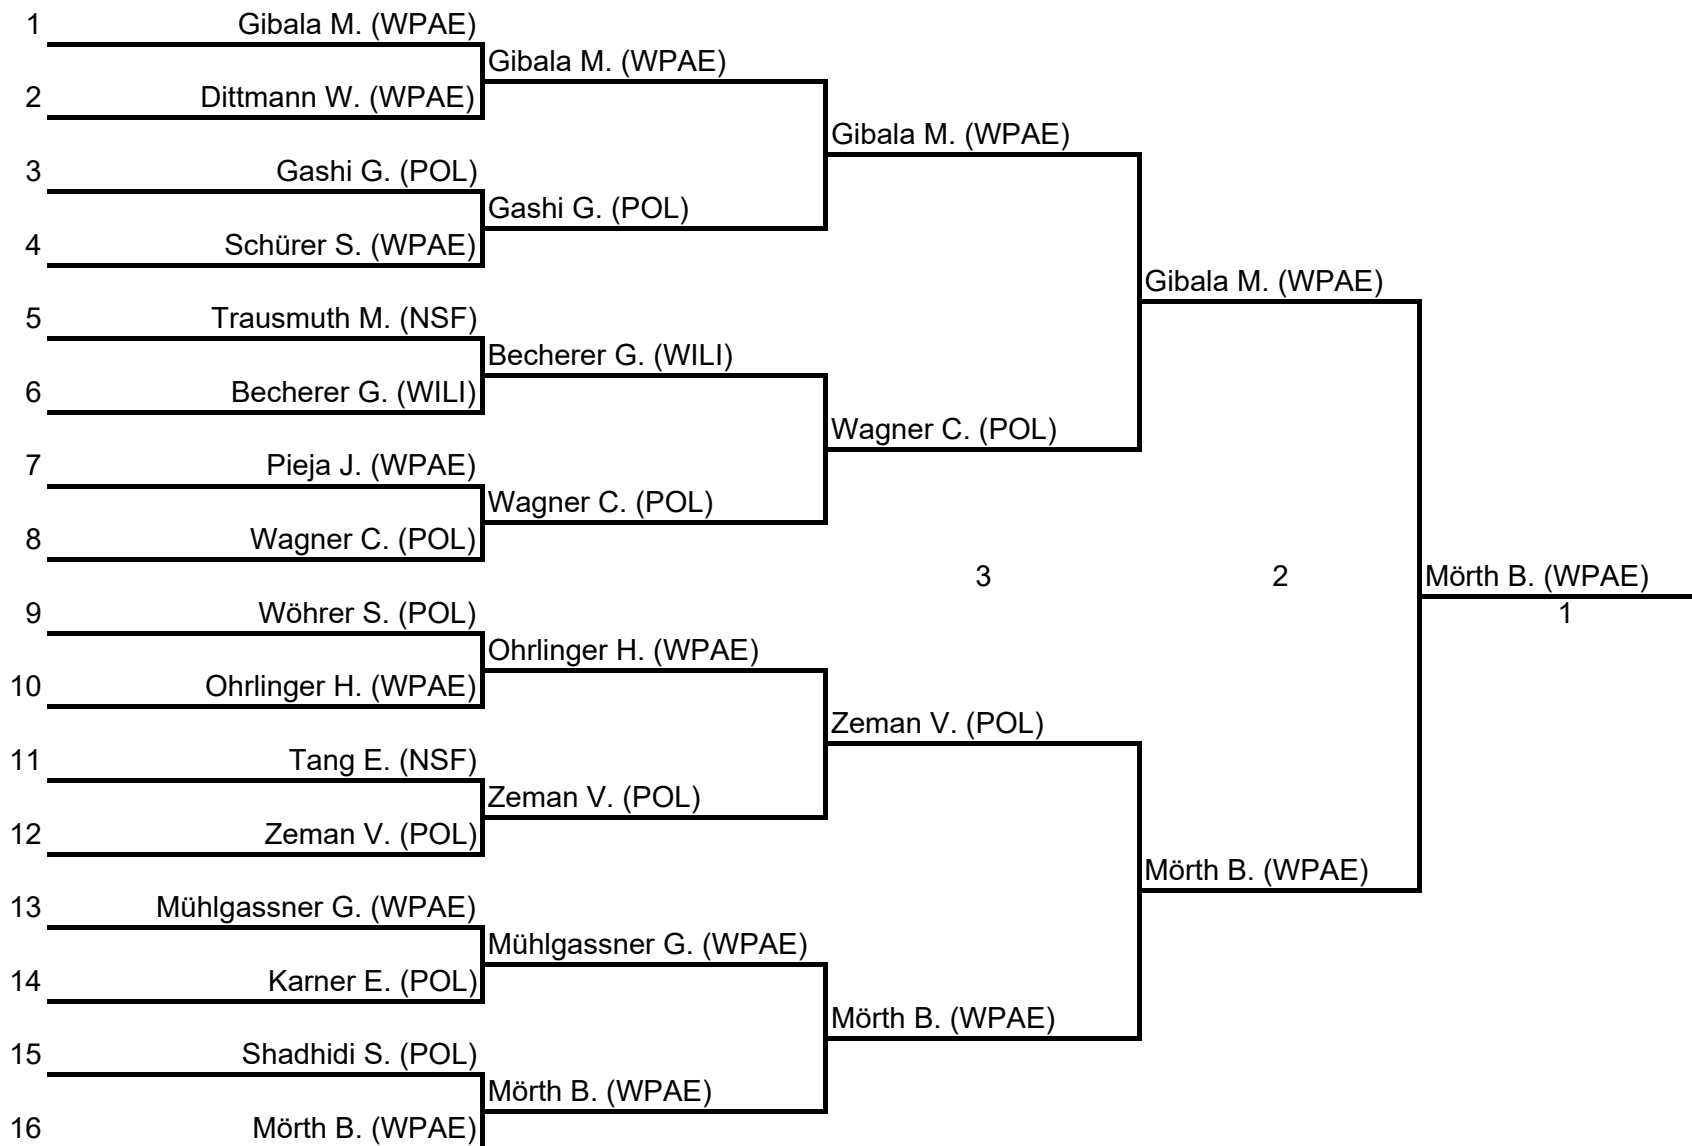 1 Gibala M. (WPAE)
Gibala M. (WPAE)
2 Dittmann W. (WPAE)
Gibala M. (WPAE)
3 Gashi G. (POL)
Gashi G. (POL)
4 Schürer S. (WPAE)
Gibala M. (WPAE)
5 Trausmuth M. (NSF)
Becherer G. (WILI)
6 Becherer G. (WILI)
Wagner C. (POL)
7 Pieja J. (WPAE)
Wagner C. (POL)
8 Wagner C. (POL)
3 2 Mörth B. (WPAE)
9 Wöhrer S. (POL) 1
Ohrlinger H. (WPAE)
10 Ohrlinger H. (WPAE)
Zeman V. (POL)
11 Tang E. (NSF)
Zeman V. (POL)
12 Zeman V. (POL)
Mörth B. (WPAE)
13 Mühlgassner G. (WPAE)
Mühlgassner G. (WPAE)
14 Karner E. (POL)
Mörth B. (WPAE)
15 Shadhidi S. (POL)
Mörth B. (WPAE)
16 Mörth B. (WPAE)